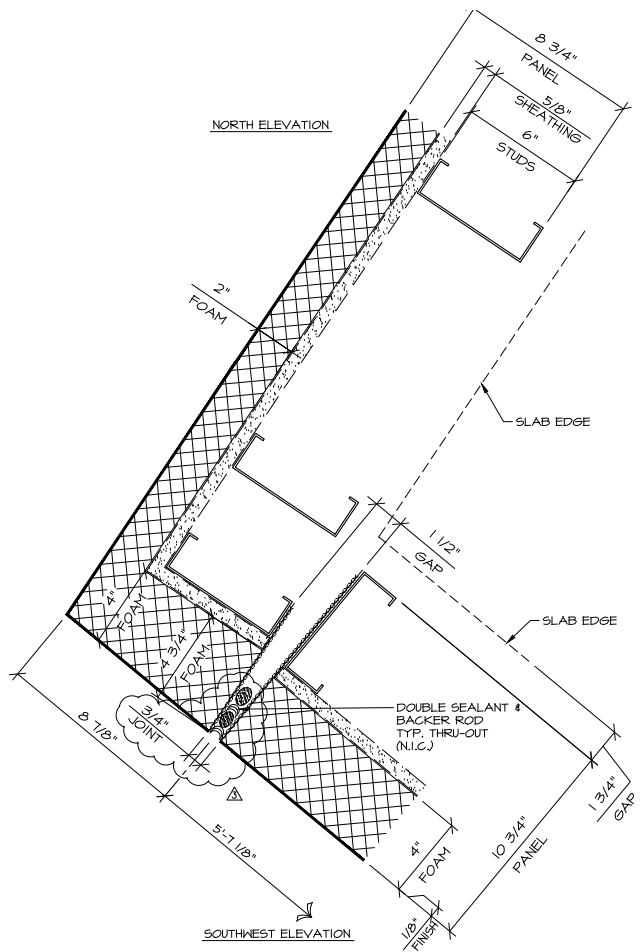 8 3/4"
PANEL
5/8"
SHEATHING
6"
STUDS
NORTH ELEVATION
2"
FOAM
SLAB EDGE
1 1/2"
GAP
4"
FOAM
4 3/4"
FOAM
SLAB EDGE
3/4"
JOINT
8 7/8"
DOUBLE SEALANT &
BACKER ROD
TYP. THRU-OUT
(N.I.C.)
3
5'-7 1/8"
4"
FOAM
10 3/4"
PANEL
1 3/4"
GAP
1/8"
FINISH
SOUTHWEST ELEVATION